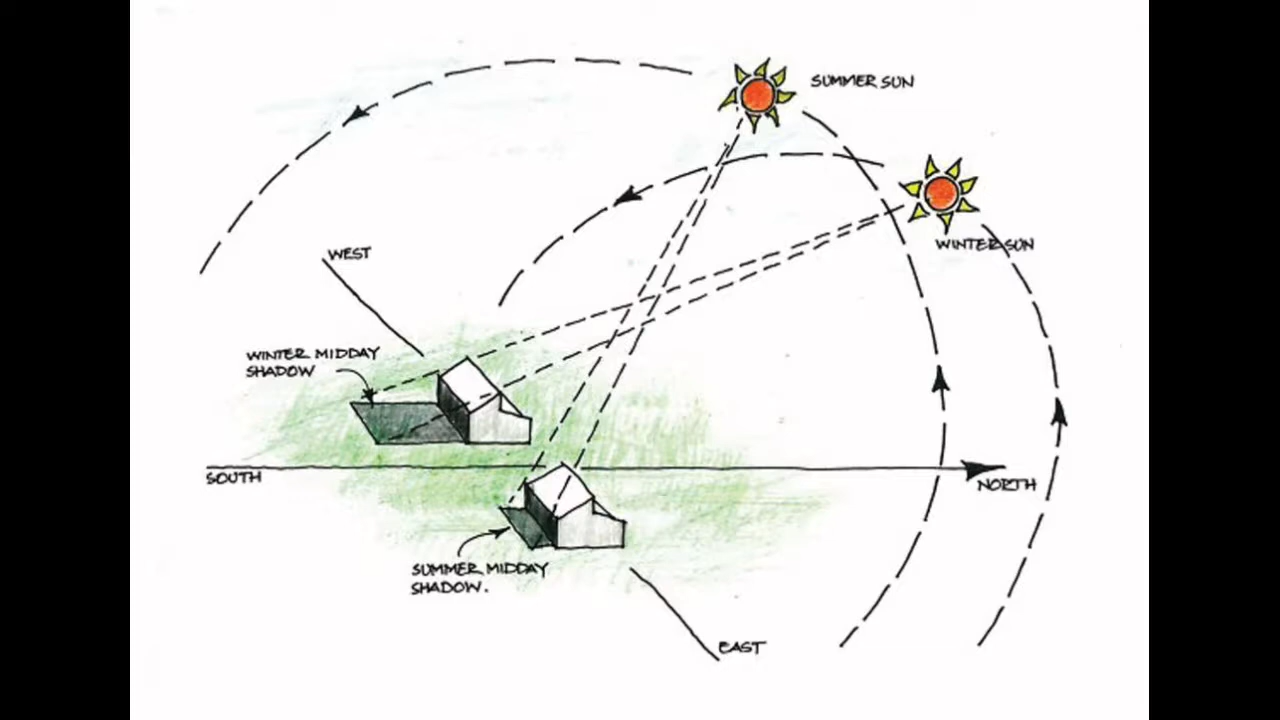 SUMMER SUN
WINTER SUN
WEST
WINTER MIDDAY
SHADOW
SOUTH
NORTH
SUMMER MIDDAY
SHADOW.
EAST